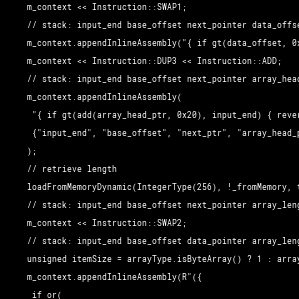 m_context << Instruction::SWAP1;
// stack: input_end base_offset next_pointer data_offse
m_context.appendInlineAssembly("{ if gt(data_offset, 0x
m_context << Instruction::DUP3 << Instruction::ADD;
// stack: input_end base_offset next_pointer array_head
m_context.appendInlineAssembly(
"{ if gt(add(array_head_ptr, 0x20), input_end) { rever
{"input_end", "base_offset", "next_ptr", "array_head_p
);
// retrieve length
loadFromMemoryDynamic(IntegerType(256), !_fromMemory, t
// stack: input_end base_offset next_pointer array_leng
m_context << Instruction::SWAP2;
// stack: input_end base_offset data_pointer array_leng
unsigned itemSize = arrayType.isByteArray() ? 1 : array
m_context.appendInlineAssembly(R"({
if or(